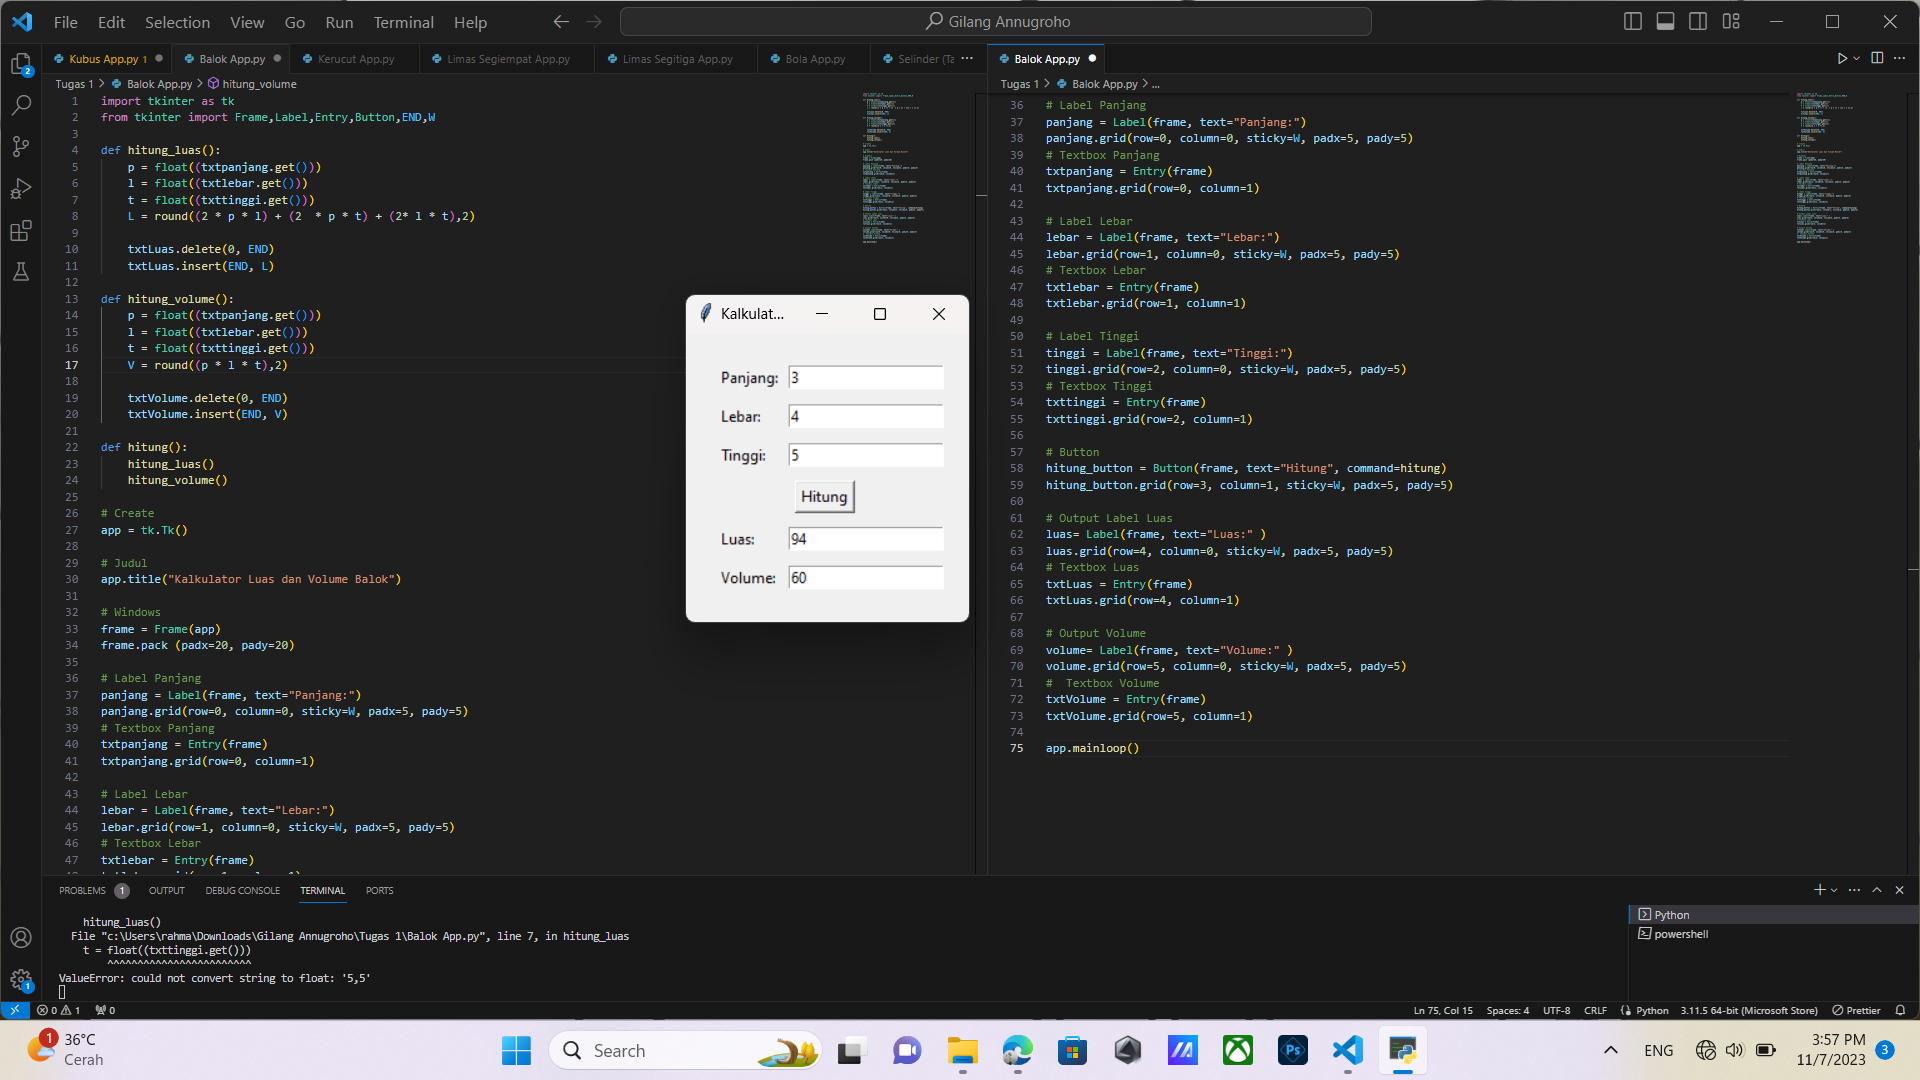 File Edit Selection View Go Run Terminal Help
Gilang Annugroho
Kubus App.py 1
Balok App.py
Kerucut App.py
Limas Segiempat App.py
Limas Segitiga App.py
Bola App.py
Selinder (Ta
Tugas 1 > Balok App.py > hitung_volume
1 import tkinter as tk
2 from tkinter import Frame,Label,Entry,Button,END,W
3
4 def hitung_luas():
5 p = float((txtpanjang.get()))
6 l = float((txtlebar.get()))
7 t = float((txttinggi.get()))
8 L = round((2 * p * l) + (2  * p * t) + (2* l * t),2)
9
10 txtLuas.delete(0, END)
11 txtLuas.insert(END, L)
12
13 def hitung_volume():
14 p = float((txtpanjang.get()))
15 l = float((txtlebar.get()))
16 t = float((txttinggi.get()))
17 V = round((p * l * t),2)
18
19 txtVolume.delete(0, END)
20 txtVolume.insert(END, V)
21
22 def hitung():
23 hitung_luas()
24 hitung_volume()
25
26 # Create
27 app = tk.Tk()
28
29 # Judul
30 app.title("Kalkulator Luas dan Volume Balok")
31
32 # Windows
33 frame = Frame(app)
34 frame.pack (padx=20, pady=20)
35
36 # Label Panjang
37 panjang = Label(frame, text="Panjang:")
38 panjang.grid(row=0, column=0, sticky=W, padx=5, pady=5)
39 # Textbox Panjang
40 txtpanjang = Entry(frame)
41 txtpanjang.grid(row=0, column=1)
42
43 # Label Lebar
44 lebar = Label(frame, text="Lebar:")
45 lebar.grid(row=1, column=0, sticky=W, padx=5, pady=5)
46 # Textbox Lebar
47 txtlebar = Entry(frame)
Kalkulat...
Panjang: 3
Lebar: 4
Tinggi: 5
Hitung
Luas: 94
Volume: 60
Balok App.py
Tugas 1 > Balok App.py > ...
36 # Label Panjang
37 panjang = Label(frame, text="Panjang:")
38 panjang.grid(row=0, column=0, sticky=W, padx=5, pady=5)
39 # Textbox Panjang
40 txtpanjang = Entry(frame)
41 txtpanjang.grid(row=0, column=1)
42
43 # Label Lebar
44 lebar = Label(frame, text="Lebar:")
45 lebar.grid(row=1, column=0, sticky=W, padx=5, pady=5)
46 # Textbox Lebar
47 txtlebar = Entry(frame)
48 txtlebar.grid(row=1, column=1)
49
50 # Label Tinggi
51 tinggi = Label(frame, text="Tinggi:")
52 tinggi.grid(row=2, column=0, sticky=W, padx=5, pady=5)
53 # Textbox Tinggi
54 txttinggi = Entry(frame)
55 txttinggi.grid(row=2, column=1)
56
57 # Button
58 hitung_button = Button(frame, text="Hitung", command=hitung)
59 hitung_button.grid(row=3, column=1, sticky=W, padx=5, pady=5)
60
61 # Output Label Luas
62 luas= Label(frame, text="Luas:" )
63 luas.grid(row=4, column=0, sticky=W, padx=5, pady=5)
64 # Textbox Luas
65 txtLuas = Entry(frame)
66 txtLuas.grid(row=4, column=1)
67
68 # Output Volume
69 volume= Label(frame, text="Volume:" )
70 volume.grid(row=5, column=0, sticky=W, padx=5, pady=5)
71 #  Textbox Volume
72 txtVolume = Entry(frame)
73 txtVolume.grid(row=5, column=1)
74
75 app.mainloop()
PROBLEMS 1 OUTPUT DEBUG CONSOLE TERMINAL PORTS
hitung_luas()
File "c:\Users\rahma\Downloads\Gilang Annugroho\Tugas 1\Balok App.py", line 7, in hitung_luas
t = float((txttinggi.get()))
^^^^^^^^^^^^^^^^^^^^^^^^
ValueError: could not convert string to float: '5,5'
Python
powershell
0 1 0
Ln 75, Col 15 Spaces: 4 UTF-8 CRLF Python 3.11.5 64-bit (Microsoft Store) Prettier
2
1
1 36°C
Cerah
Search
Ps
ENG
3:57 PM
11/7/2023
3